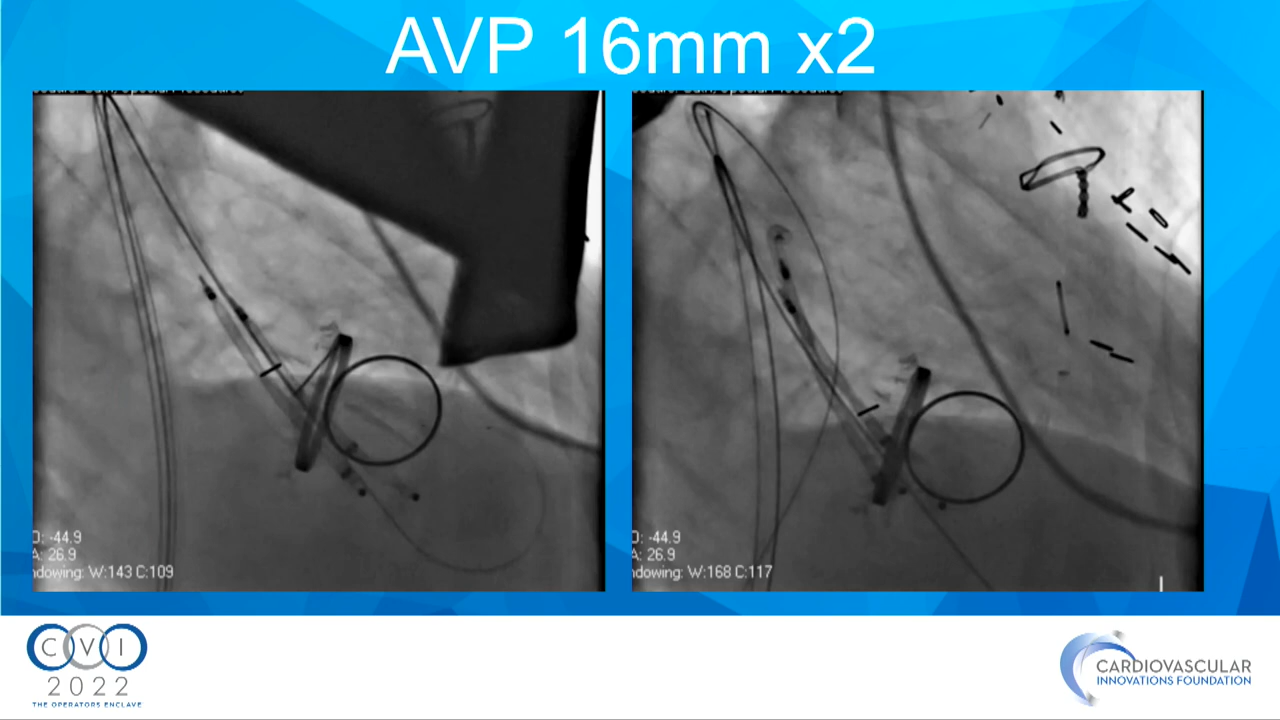 AVP 16mm x2
D: -44.9
A: 26.9
ndowing: W:143 C:109
D: -44.9
A: 26.9
ndowing: W:168 C:117
CVI
2022
THE OPERATORS ENCLAVE
CARDIOVASCULAR
INNOVATIONS FOUNDATION